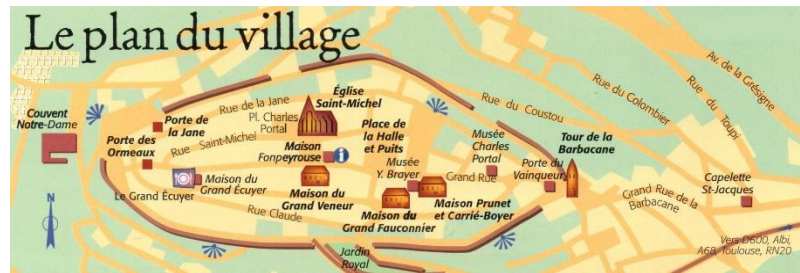 Le plan du village
Couvent
Notre-Dame
Porte de
la Jane
Porte des
Ormeaux
Rue de la Jane
Rue Saint-Michel
Pl. Charles
Portal
Église
Saint-Michel
Maison
Fonpeyrouse
i
Place de
la Halle
et Puits
Maison du
Grand Écuyer
Le Grand Écuyer
Maison du
Grand Veneur
Rue Claude
Musée
Y. Brayer
Grand Rue
Maison du
Grand Fauconnier
Maison Prunet
et Carrié-Boyer
Musée
Charles
Portal
Porte du
Vainqueur
Tour de la
Barbacane
Rue du Coustou
Rue du Colombier
Rue du Toupi
Av. de la Grésigne
Grand Rue de la
Barbacane
Capelette
St-Jacques
Jardin
Royal
Vers D600, Albi,
A68, Toulouse, RN20
N